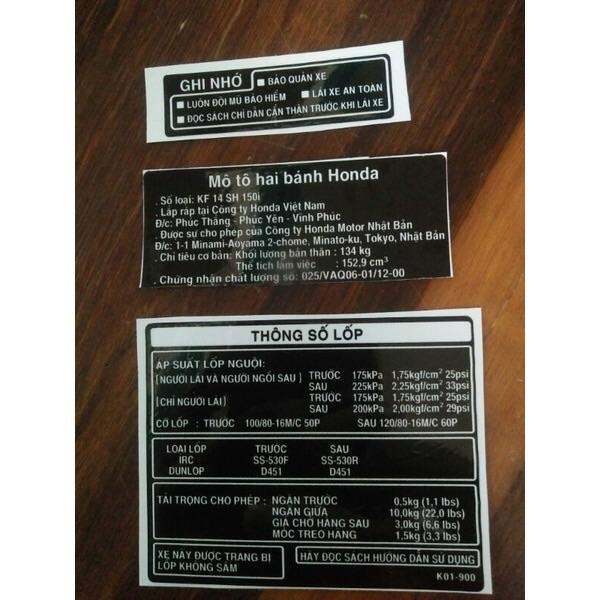 GHI NHỚ
BẢO QUẢN XE
LUÔN ĐỘI MŨ BẢO HIỂM
LÁI XE AN TOÀN
ĐỌC SÁCH CHỈ DẪN CẨN THẬN TRƯỚC KHI LÁI XE
Mô tô hai bánh Honda
. Số loại: KF 14 SH 150i
. Lắp ráp tại Công ty Honda Việt Nam
Đ/c: Phúc Thắng - Phúc Yên - Vĩnh Phúc
. Được sự cho phép của Công ty Honda Motor Nhật Bản
Đ/c: 1-1 Minami-Aoyama 2-chome, Minato-ku, Tokyo, Nhật Bản
. Chỉ tiêu cơ bản: Khối lượng bản thân : 134 kg
Thể tích làm việc : 152.9 cm³
. Chứng nhận chất lượng số: 025/VAQ06-01/12-00
THÔNG SỐ LỐP
ÁP SUẤT LỐP NGUỘI:
[NGƯỜI LÁI VÀ NGƯỜI NGỒI SAU] TRƯỚC 175kPa 1,75kgf/cm² 25psi
SAU 225kPa 2,25kgf/cm² 33psi
[CHỈ NGƯỜI LÁI] TRƯỚC 175kPa 1,75kgf/cm² 25psi
SAU 200kPa 2,00kgf/cm² 29psi
CỠ LỐP : TRƯỚC 100/80-16M/C 50P SAU 120/80-16M/C 60P
LOẠI LỐP TRƯỚC SAU
IRC SS-530F SS-530R
DUNLOP D451 D451
TẢI TRỌNG CHO PHÉP : NGĂN TRƯỚC 0.5kg (1,1 lbs)
NGĂN GIỮA 10,0kg (22,0 lbs)
GIÁ CHỞ HÀNG SAU 3,0kg (6,6 lbs)
MÓC TREO HÀNG 1,5kg (3,3 lbs)
XE NÀY ĐƯỢC TRANG BỊ
LỐP KHÔNG SĂM
HÃY ĐỌC SÁCH HƯỚNG DẪN SỬ DỤNG
K01-900